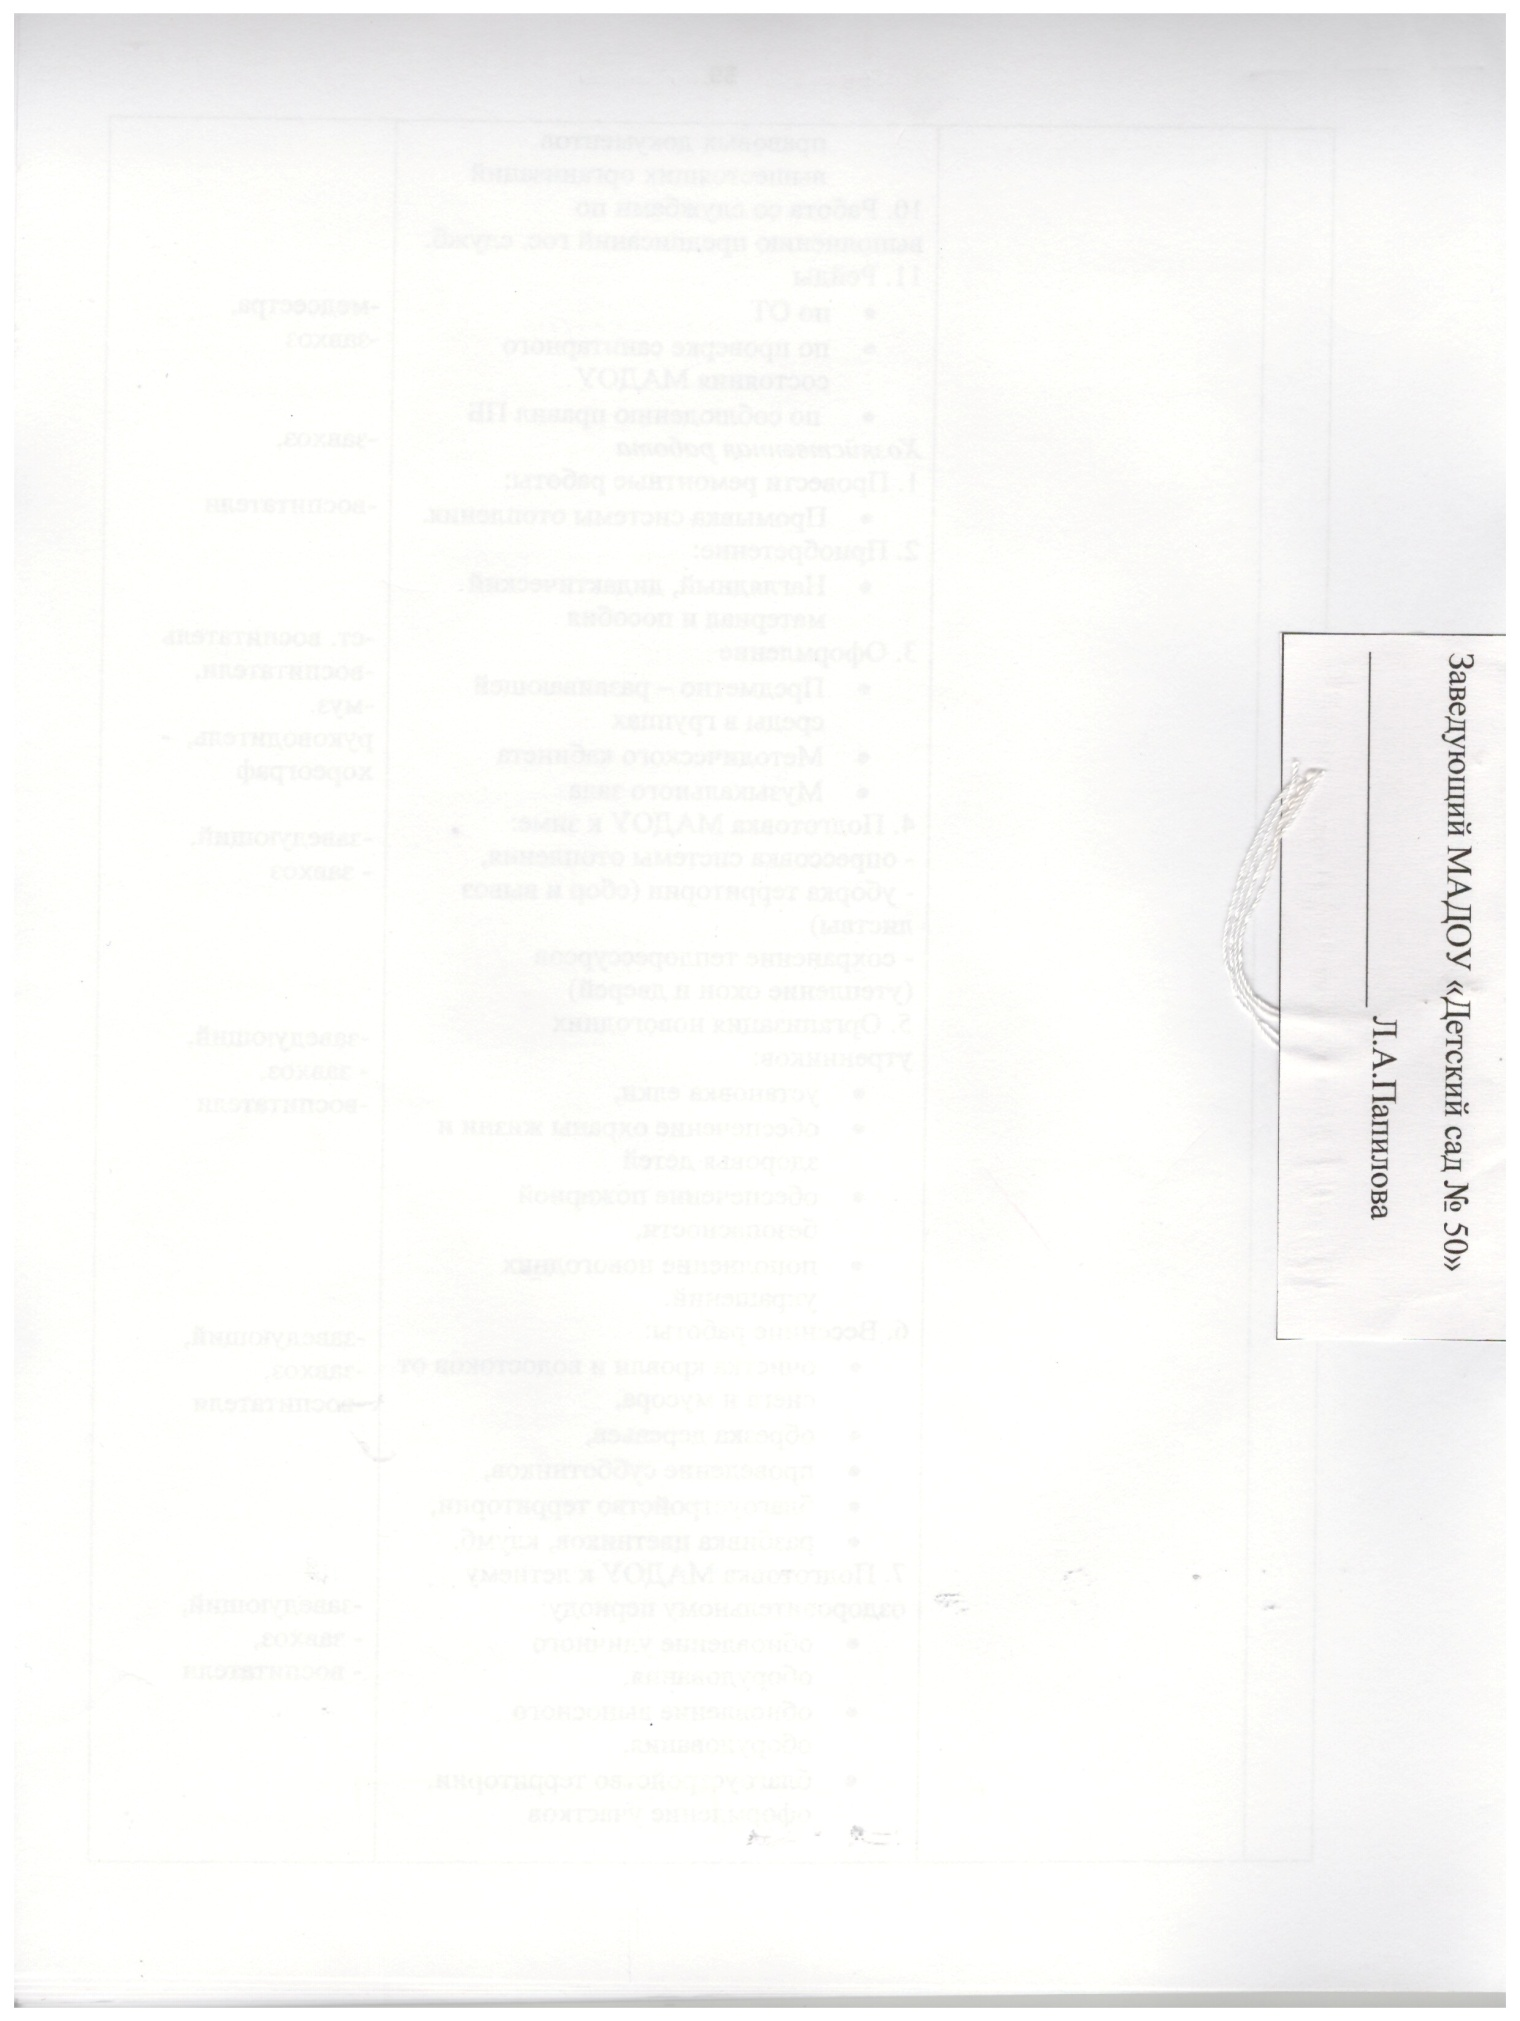 Заведующий МАДОУ «Детский сад № 50»
Л.А.Папилова
правовых документов
вышестоящих организаций
10. Работа со службами по
выполнению предписаний гос. служб.
11. Рейды
по ОТ
по проверке санитарного
состояния МАДОУ
по соблюдению правил ПБ
Хозяйственная работа
1. Провести ремонтные работы:
Промывка системы отопления.
2. Приобретение:
Наглядный, дидактический
материал и пособия
3. Оформление
Предметно – развивающей
среды в группах
Методического кабинета
Музыкального зала
4. Подготовка МАДОУ к зиме:
- опрессовка системы отопления,
- уборка территории (сбор и вывоз
листвы)
- сохранение теплорессурсов
(утепление окон и дверей)
5. Организация новогодних
утренников:
установка елки,
обеспечение охраны жизни и
здоровья детей
обеспечение пожарной
безопасности,
пополнение новогодних
украшений.
6. Весенние работы:
очистка кровли и водостоков от
снега и мусора,
обрезка деревьев,
проведение субботников,
благоустройство территории,
разбивка цветников, клумб.
7. Подготовка МАДОУ к летнему
оздоровительному периоду
обновление уличного
оборудования.
обновление выносного
оборудования.
благоустройство территории.
оформление участков
-медсестра,
-завхоз
-завхоз,
-воспитатели
-ст. воспитатель
-воспитатели,
-муз.
руководитель, -
хореограф
-заведующий,
- завхоз
-заведующий,
- завхоз,
-воспитатели
-заведующий,
-завхоз,
-воспитатели
-заведующий,
- завхоз,
- воспитатели